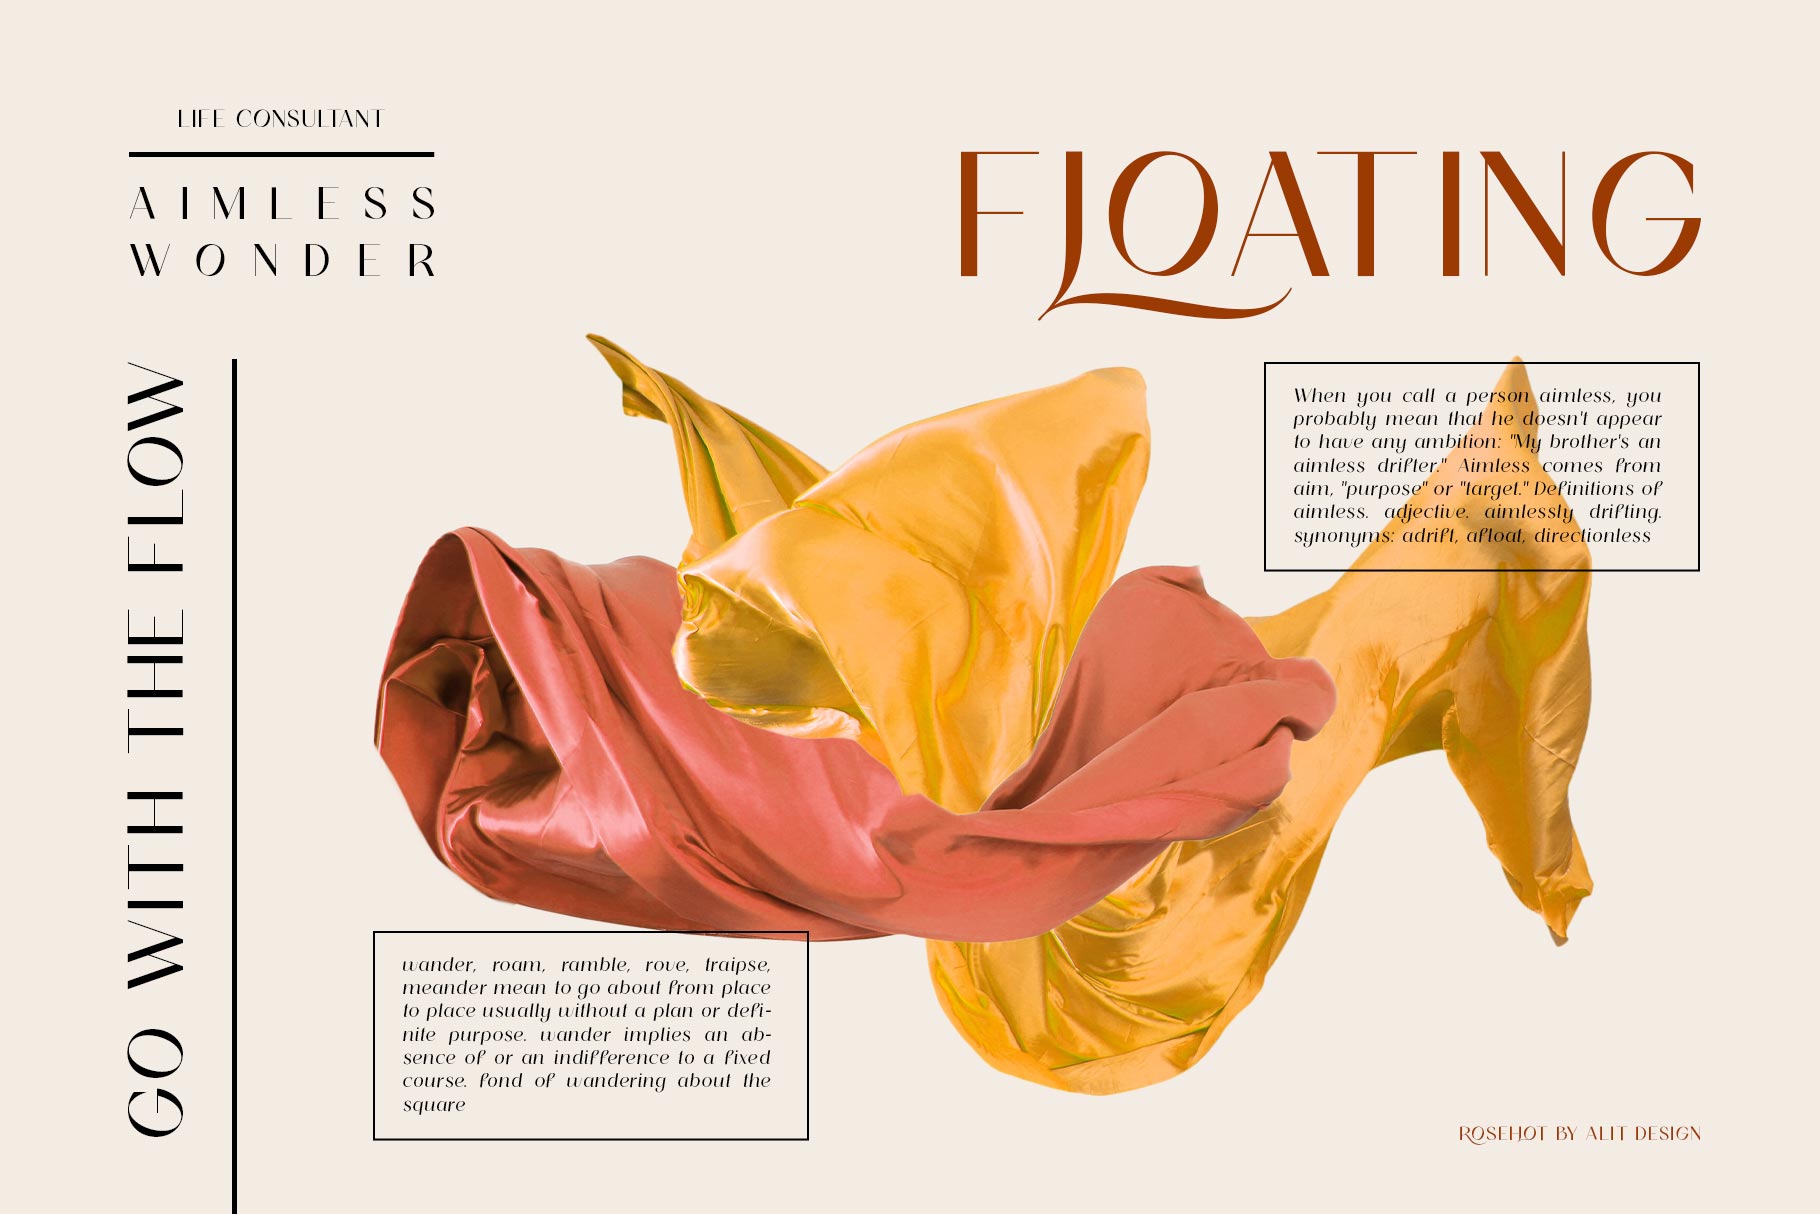 LIFE CONSULTANT
AIMLESS
WONDER
FLOATING
GO WITH THE FLOW
When you call a person aimless, you
probably mean that he doesn't appear
to have any ambition: "My brother's an
aimless drifter." Aimless comes from
aim, "purpose" or "target." Definitions of
aimless. adjective. aimlessly drifting.
synonyms: adrift, afloat, directionless
wander, roam, ramble, rove, traipse,
meander mean to go about from place
to place usually without a plan or defi-
nite purpose. wander implies an ab-
sence of or an indifference to a fixed
course. fond of wandering about the
square
ROSEHOT BY ALIT DESIGN